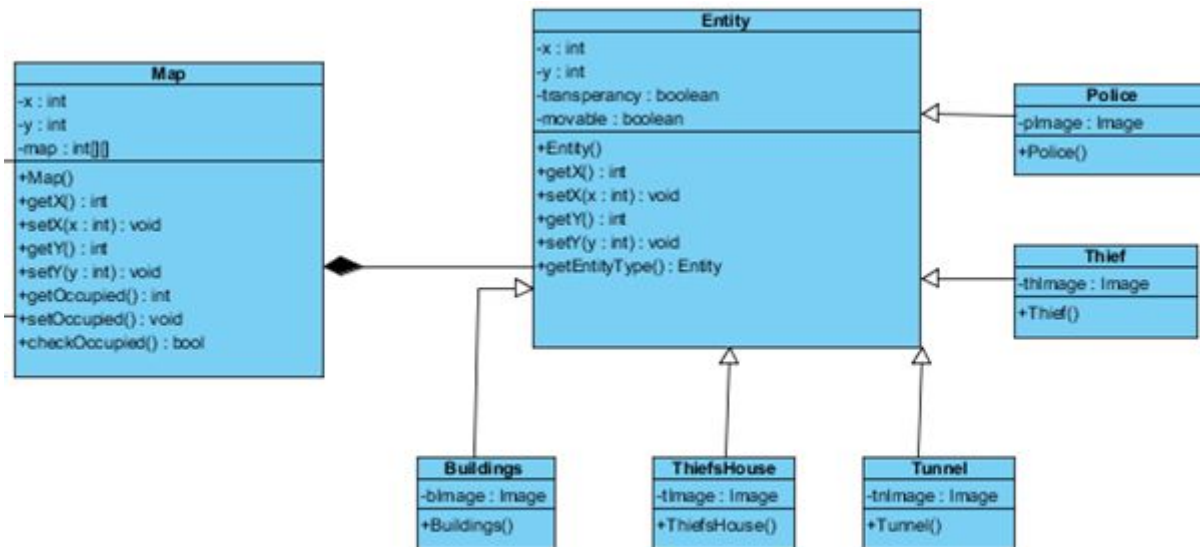 Map
-x : int
-y : int
-map : int[][]
+Map()
+getX() : int
+setX(x : int) : void
+getY() : int
+setY(y : int) : void
+getOccupied() : int
+setOccupied() : void
+checkOccupied() : bool
Entity
-x : int
-y : int
-transperancy : boolean
-movable : boolean
+Entity()
+getX() : int
+setX(x : int) : void
+getY() : int
+setY(y : int) : void
+getEntityType() : Entity
Police
-pImage : Image
+Police()
Thief
-thImage : Image
+Thief()
Buildings
-bImage : Image
+Buildings()
ThiefsHouse
-tImage : Image
+ThiefsHouse()
Tunnel
-tnImage : Image
+Tunnel()